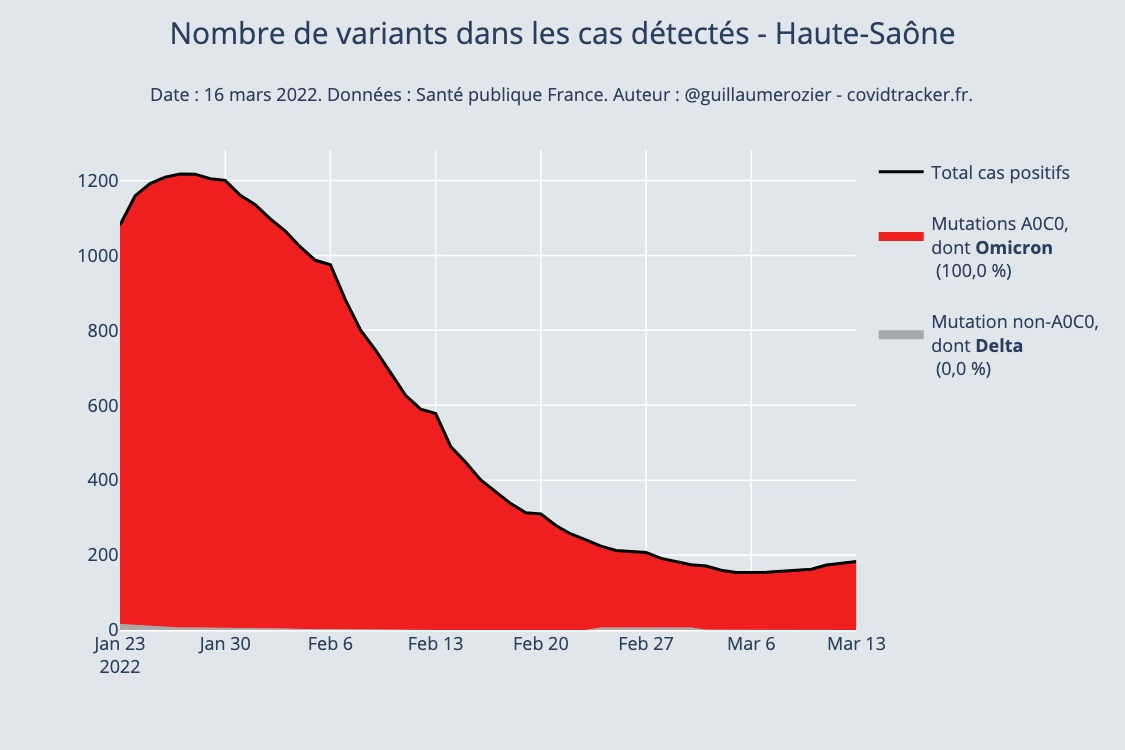 Nombre de variants dans les cas détectés - Haute-Saône
Date : 16 mars 2022. Données : Santé publique France. Auteur : @guillaumerozier - covidtracker.fr.
1200
1000
800
600
400
200
0
Jan 23
2022
Jan 30
Feb 6
Feb 13
Feb 20
Feb 27
Mar 6
Mar 13
Total cas positifs
Mutations A0C0,
dont Omicron
(100,0 %)
Mutation non-A0C0,
dont Delta
(0,0 %)